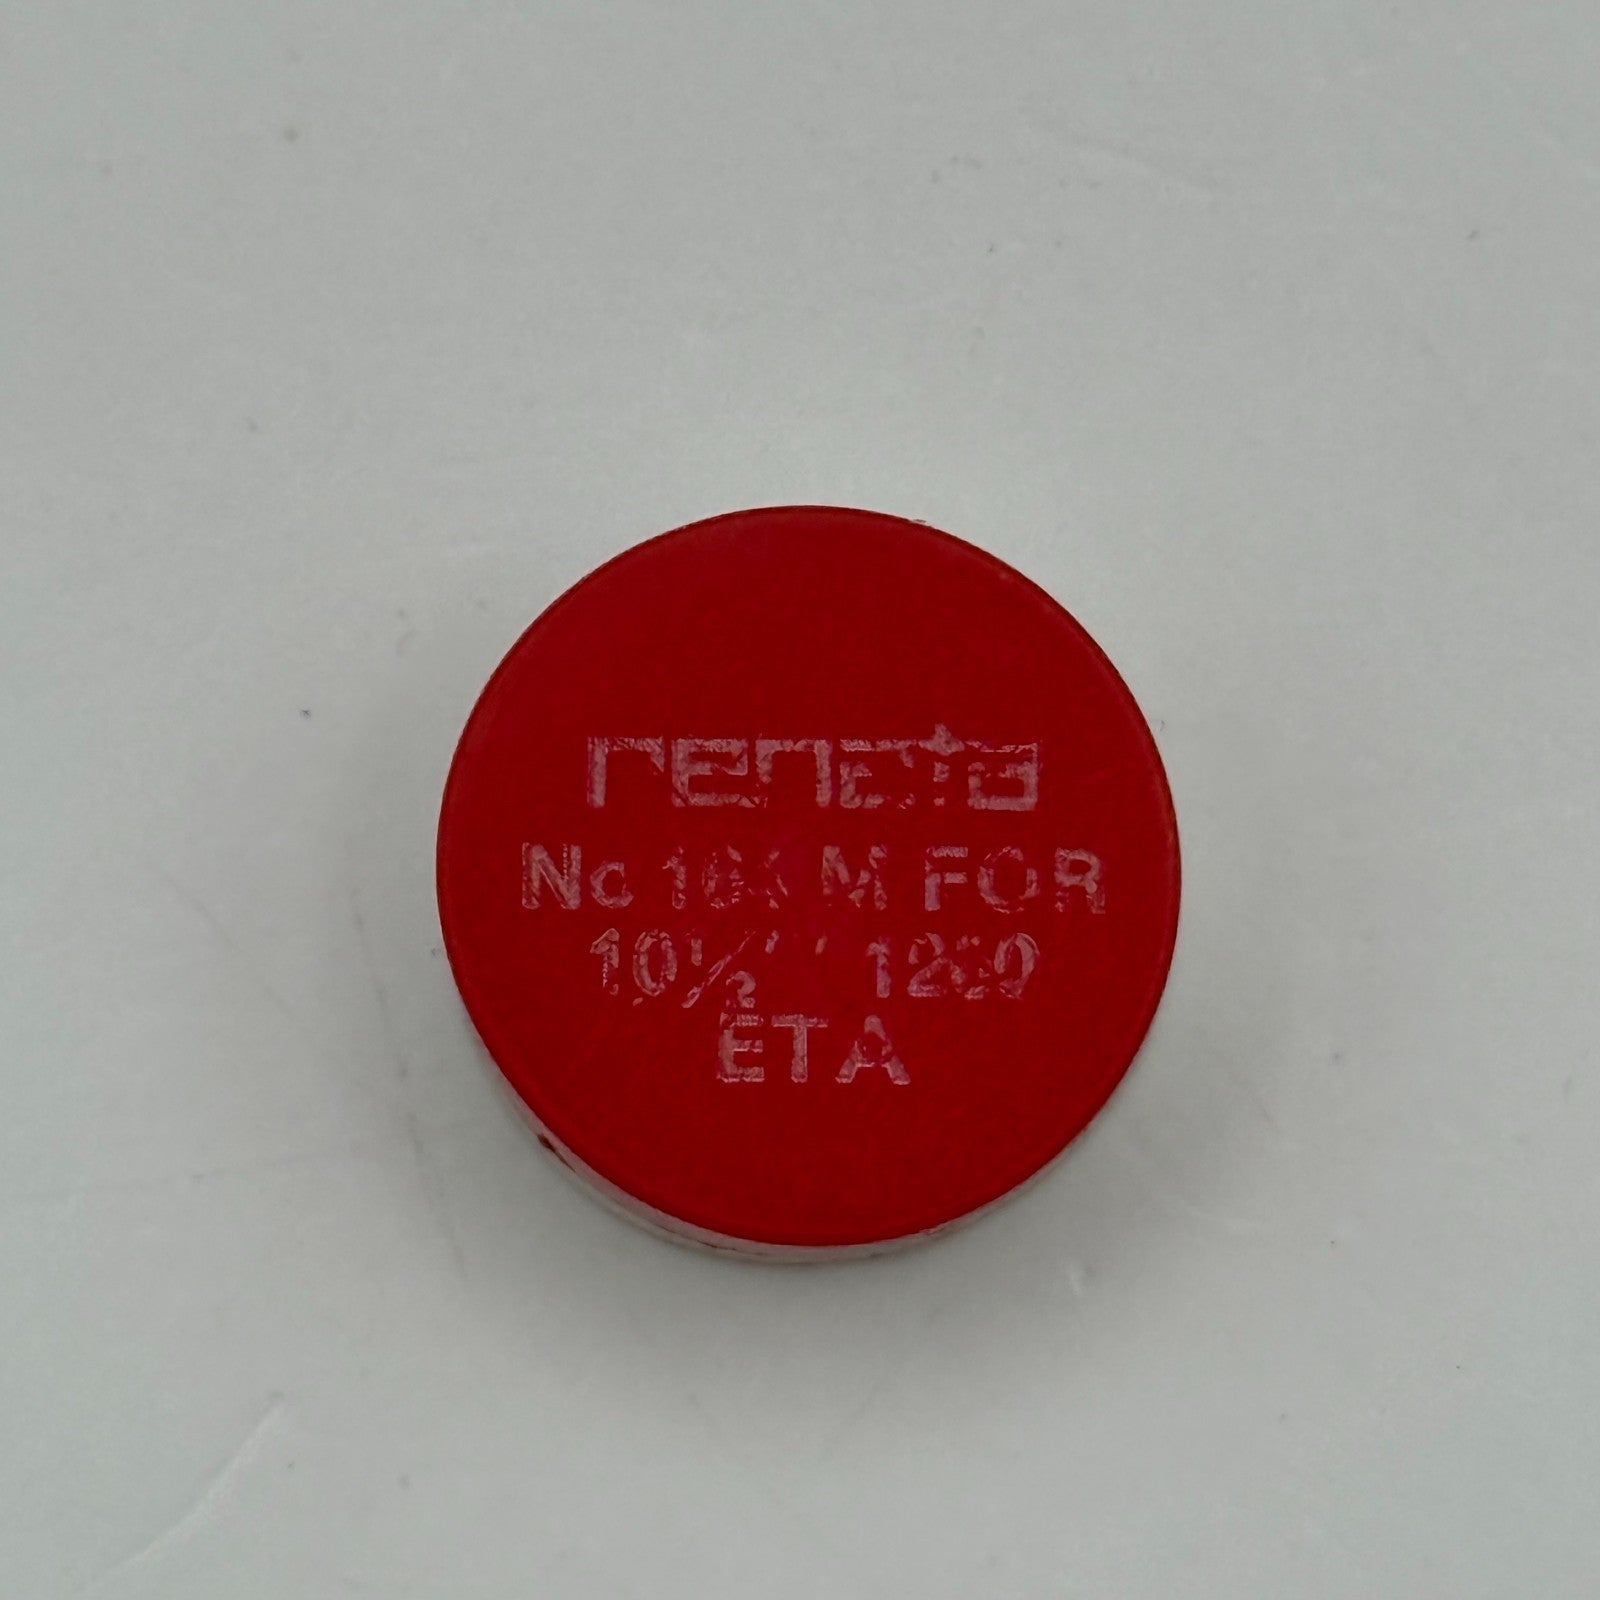 renata
No M FOR
10½'''
ETA